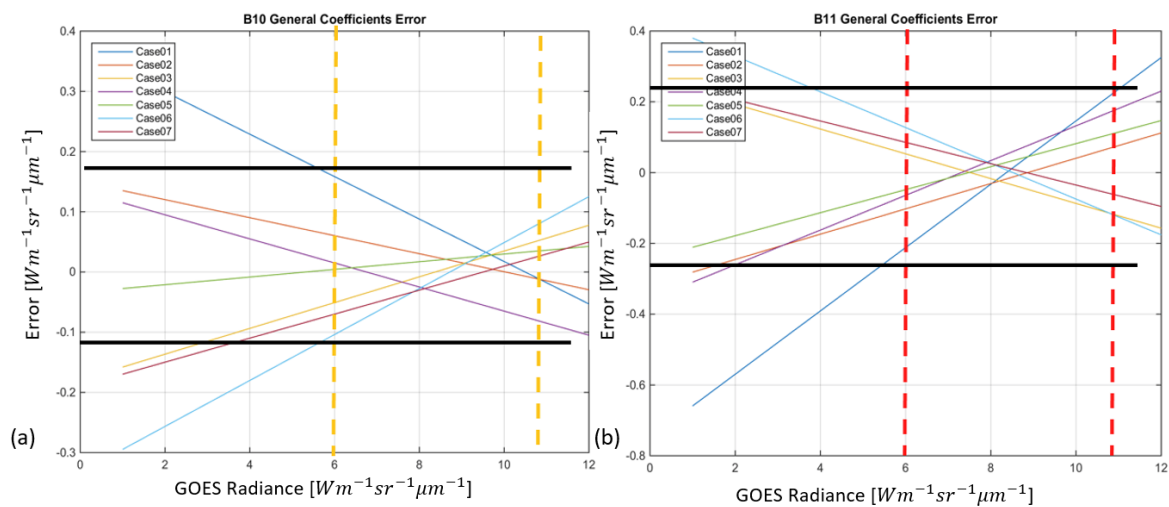 B10 General Coefficients Error
0.4
0.3
0.2
0.1
0
-0.1
-0.2
-0.3
Case01
Case02
Case03
Case04
Case05
Case06
Case07
Error [Wm⁻¹sr⁻¹μm⁻¹]
0 2 4 6 8 10 12
GOES Radiance [Wm⁻¹sr⁻¹μm⁻¹]
(a)
B11 General Coefficients Error
0.4
0.2
0
-0.2
-0.4
-0.6
-0.8
Case01
Case02
Case03
Case04
Case05
Case06
Case07
Error [Wm⁻¹sr⁻¹μm⁻¹]
0 2 4 6 8 10 12
GOES Radiance [Wm⁻¹sr⁻¹μm⁻¹]
(b)